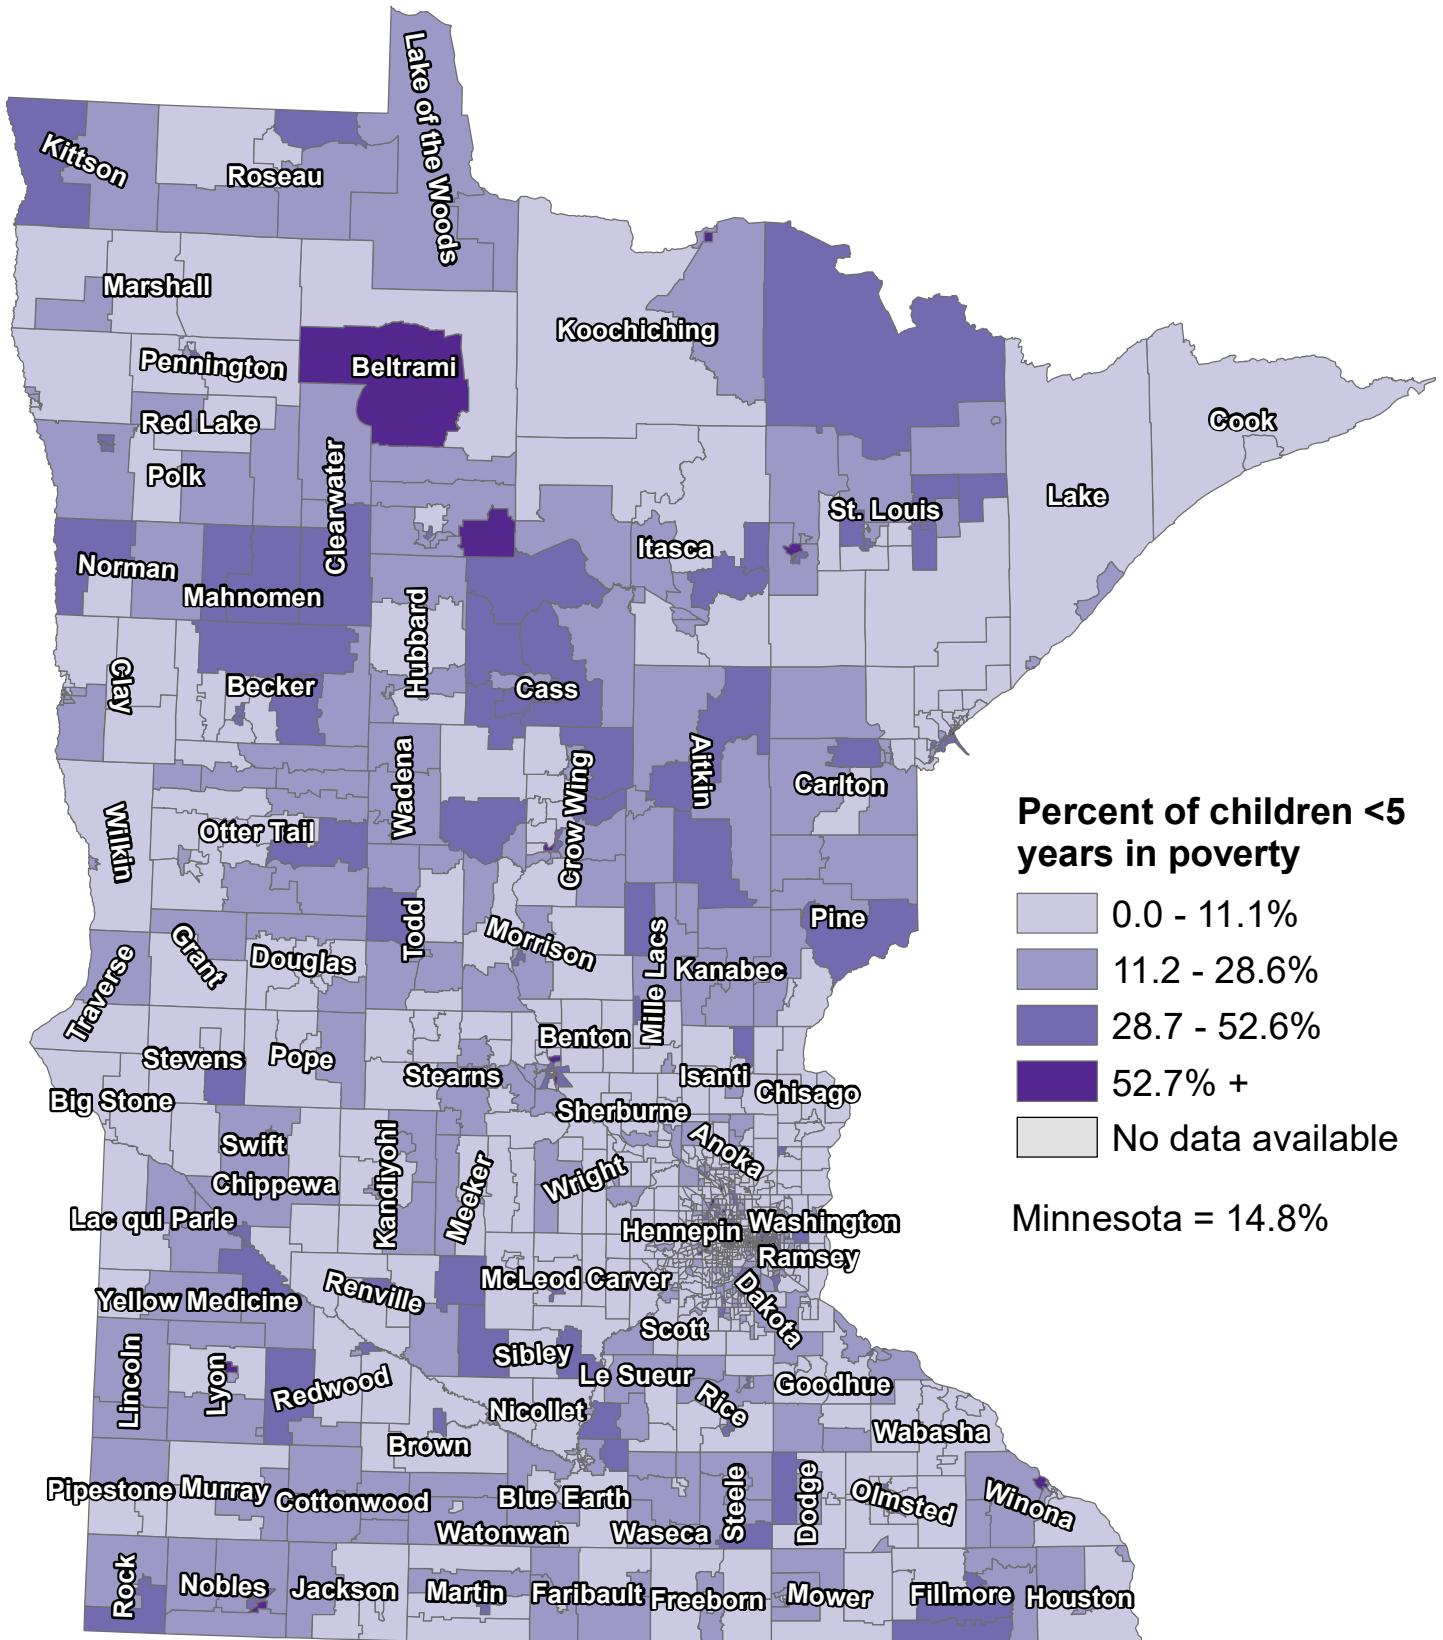 Lake of the Woods
Kittson
Roseau
Marshall
Koochiching
Pennington
Beltrami
Red Lake
Cook
Polk
Clearwater
Lake
St. Louis
Itasca
Norman
Mahnomen
Hubbard
Clay
Becker
Cass
Aitkin
Wadena
Crow Wing
Carlton
Wilkin
Otter Tail
Percent of children <5
years in poverty
0.0 - 11.1%
11.2 - 28.6%
28.7 - 52.6%
52.7% +
No data available
Minnesota = 14.8%
Todd
Pine
Grant
Douglas
Morrison
Mille Lacs
Kanabec
Traverse
Benton
Stevens
Pope
Stearns
Isanti
Big Stone
Chisago
Sherburne
Swift
Anoka
Chippewa
Kandiyohi
Meeker
Wright
Lac qui Parle
Hennepin
Washington
Ramsey
Yellow Medicine
Renville
McLeod
Carver
Dakota
Scott
Lincoln
Lyon
Redwood
Sibley
Le Sueur
Rice
Goodhue
Nicollet
Brown
Wabasha
Pipestone
Murray
Cottonwood
Blue Earth
Steele
Dodge
Olmsted
Winona
Watonwan
Waseca
Rock
Nobles
Jackson
Martin
Faribault
Freeborn
Mower
Fillmore
Houston